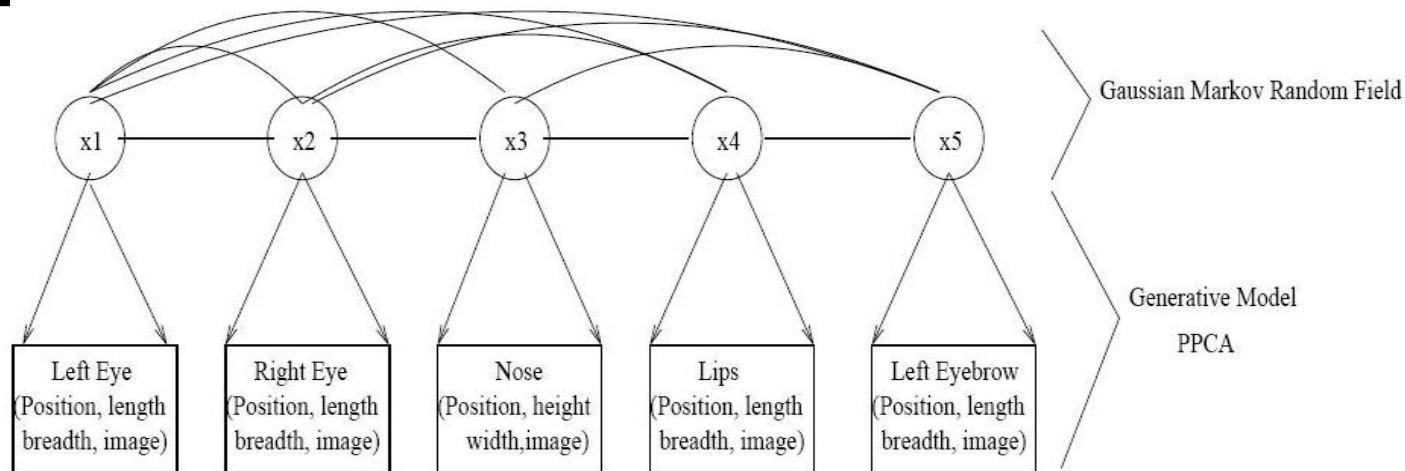 x1
x2
x3
x4
x5
Gaussian Markov Random Field
Generative Model
PPCA
Left Eye
(Position, length
breadth, image)
Right Eye
(Position, length
breadth, image)
Nose
(Position, height
width,image)
Lips
(Position, length
breadth, image)
Left Eyebrow
(Position, length
breadth, image)